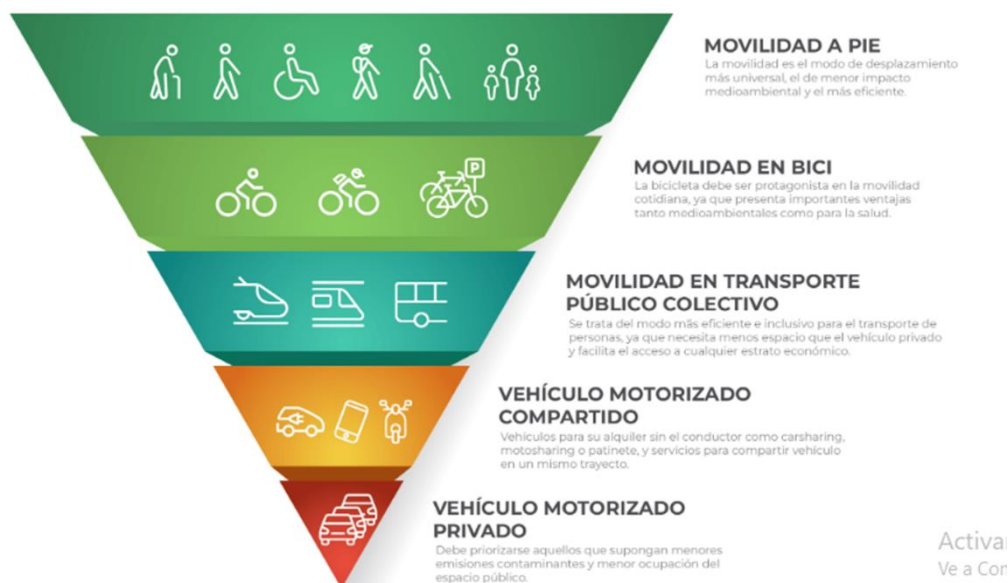 MOVILIDAD A PIE
La movilidad es el modo de desplazamiento
más universal, el de menor impacto
medioambiental y el más eficiente.
P
MOVILIDAD EN BICI
La bicicleta debe ser protagonista en la movilidad
cotidiana, ya que presenta importantes ventajas
tanto medioambientales como para la salud.
MOVILIDAD EN TRANSPORTE
PÚBLICO COLECTIVO
Se trata del modo más eficiente e inclusivo para el transporte de
personas, ya que necesita menos espacio que el vehículo privado
y facilita el acceso a cualquier estrato económico.
VEHÍCULO MOTORIZADO
COMPARTIDO
Vehículos para su alquiler sin el conductor como carsharing,
motosharing o patinete, y servicios para compartir vehículo
en un mismo trayecto.
VEHÍCULO MOTORIZADO
PRIVADO
Debe priorizarse aquellos que supongan menores
emisiones contaminantes y menor ocupación del
espacio público.
Activa
Ve a Con